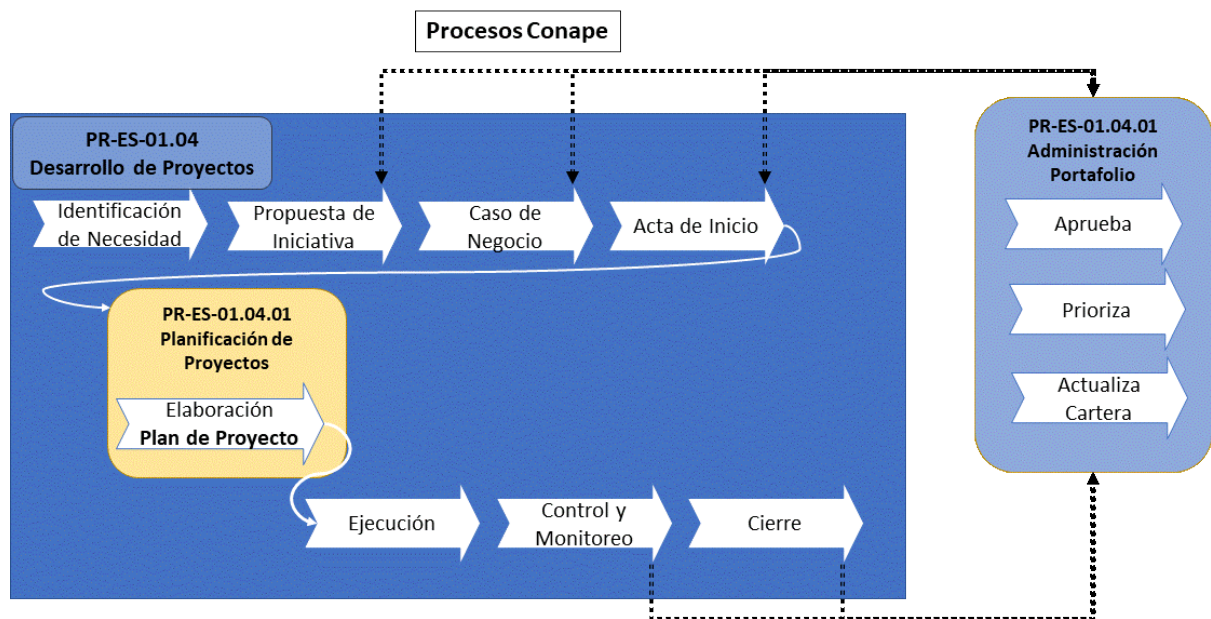 Procesos Conape
PR-ES-01.04
Desarrollo de Proyectos
Identificación
de Necesidad
Propuesta de
Iniciativa
Caso de
Negocio
Acta de Inicio
PR-ES-01.04.01
Planificación de
Proyectos
Elaboración
Plan de Proyecto
Ejecución
Control y
Monitoreo
Cierre
PR-ES-01.04.01
Administración
Portafolio
Aprueba
Prioriza
Actualiza
Cartera